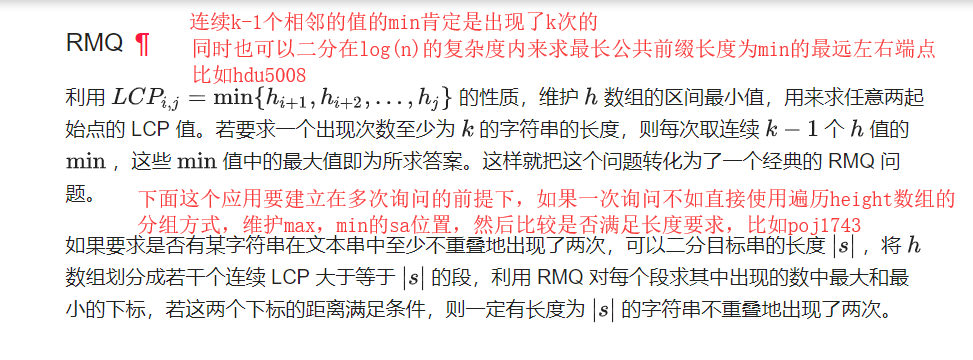 连续k-1个相邻的值的min肯定是出现了k次的
RMQ ¶
同时也可以二分在log(n)的复杂度内来求最长公共前缀长度为min的最远左右端点
比如hdu5008
利用 LCP_{i,j} = min{h_{i+1}, h_{i+2}, …, h_j} 的性质，维护 h 数组的区间最小值，用来求任意两起
始点的 LCP 值。若要求一个出现次数至少为 k 的字符串的长度，则每次取连续 k − 1 个 h 值的
min ，这些 min 值中的最大值即为所求答案。这样就把这个问题转化为了一个经典的 RMQ 问
题。
下面这个应用要建立在多次询问的前提下，如果一次询问不如直接使用遍历height数组的
分组方式，维护max，min的sa位置，然后比较是否满足长度要求，比如poj1743
如果要求是否有某字符串在文本串中至少不重叠地出现了两次，可以二分目标串的长度 |s| ，将 h
数组划分成若干个连续 LCP 大于等于 |s| 的段，利用 RMQ 对每个段求其中出现的数中最大和最
小的下标，若这两个下标的距离满足条件，则一定有长度为 |s| 的字符串不重叠地出现了两次。